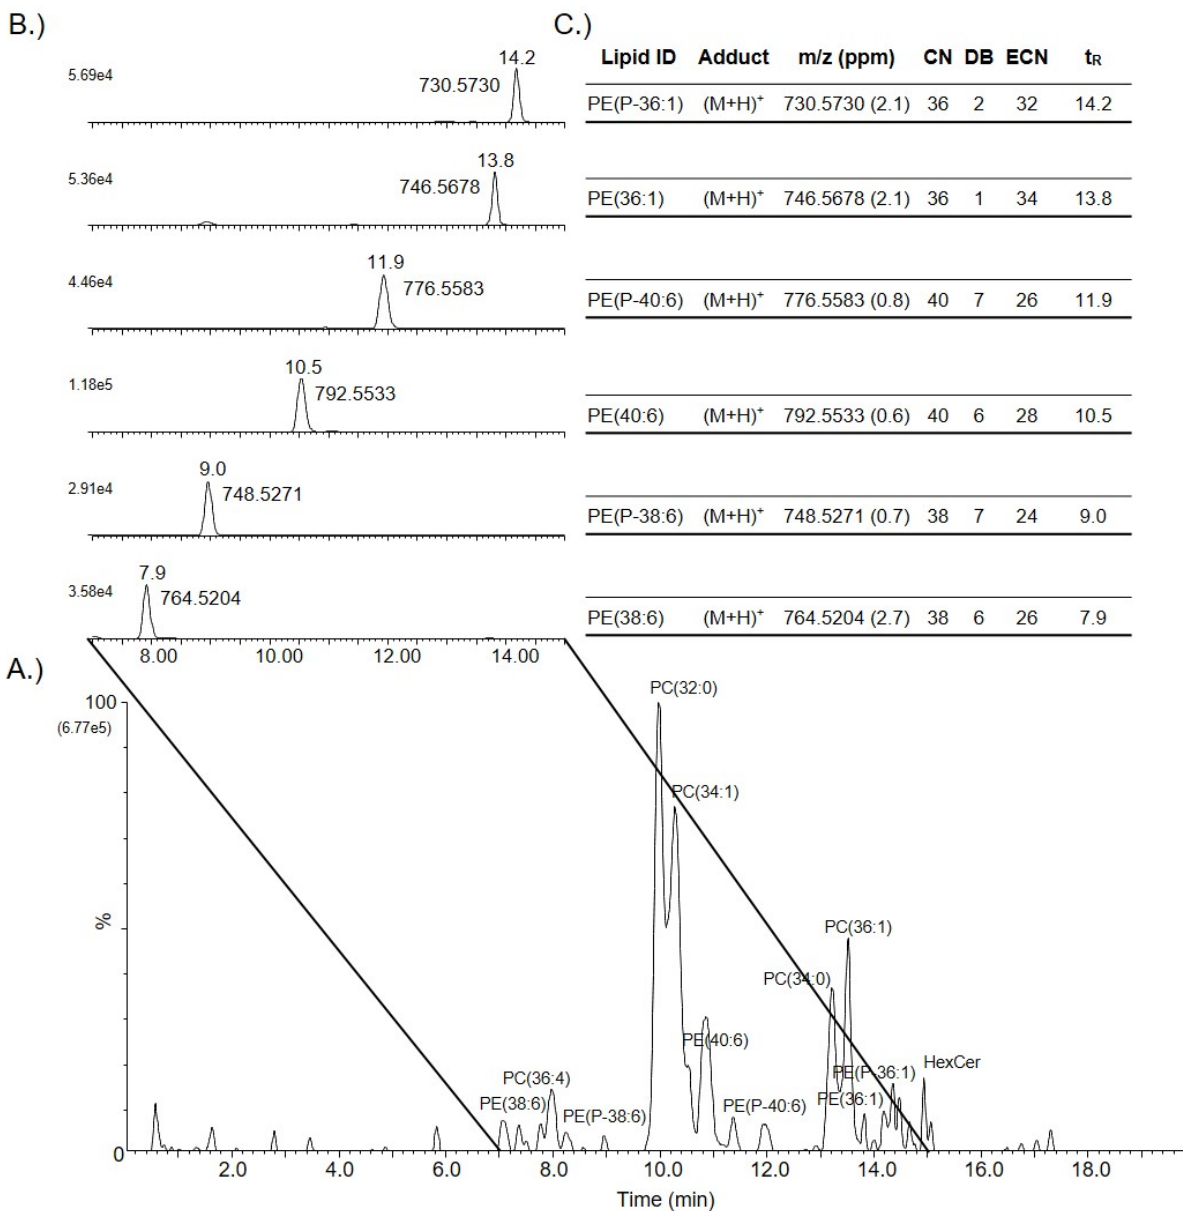 B.)
C.)
Lipid ID Adduct m/z (ppm) CN DB ECN tR
5.69e4
14.2
730.5730
PE(P-36:1) (M+H)+ 730.5730 (2.1) 36 2 32 14.2
5.36e4
13.8
746.5678
PE(36:1) (M+H)+ 746.5678 (2.1) 36 1 34 13.8
4.46e4
11.9
776.5583
PE(P-40:6) (M+H)+ 776.5583 (0.8) 40 7 26 11.9
1.18e5
10.5
792.5533
PE(40:6) (M+H)+ 792.5533 (0.6) 40 6 28 10.5
2.91e4
9.0
748.5271
PE(P-38:6) (M+H)+ 748.5271 (0.7) 38 7 24 9.0
3.58e4
7.9
764.5204
PE(38:6) (M+H)+ 764.5204 (2.7) 38 6 26 7.9
8.00 10.00 12.00 14.00
A.)
100
(6.77e5)
%
0
PC(32:0)
PC(34:1)
PC(36:1)
PC(34:0)
PE(40:6)
HexCer
PE(P-36:1)
PC(36:4)
PE(38:6)
PE(P-38:6)
PE(P-40:6)
PE(36:1)
2.0 4.0 6.0 8.0 10.0 12.0 14.0 16.0 18.0
Time (min)